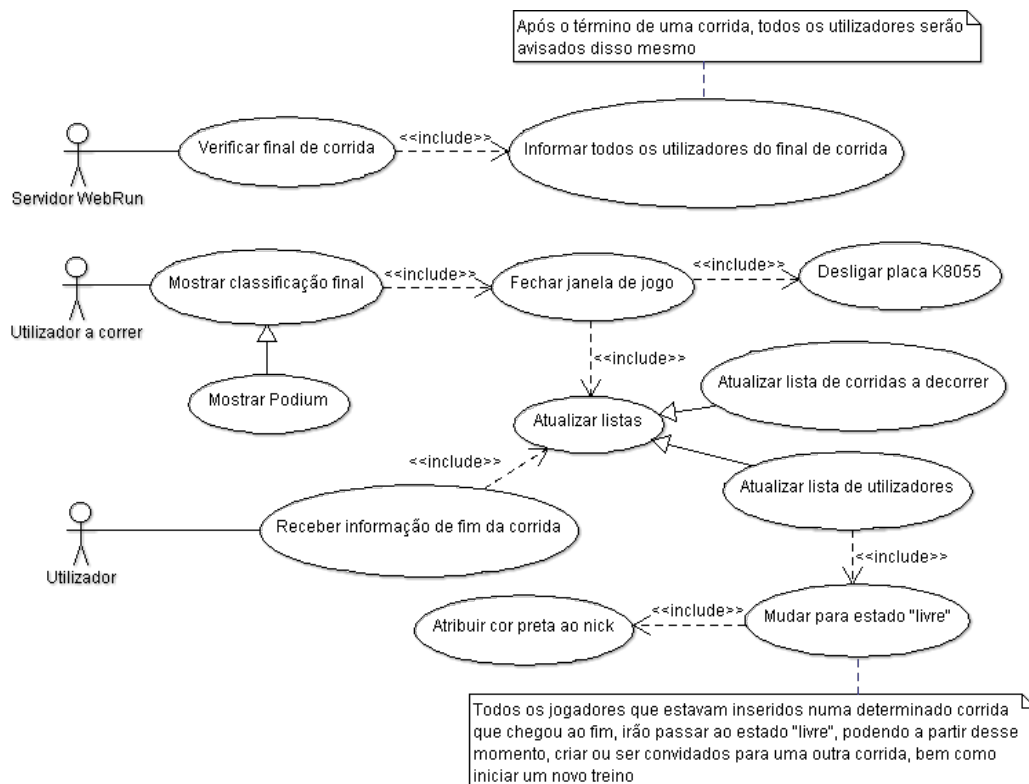 Após o término de uma corrida, todos os utilizadores serão
avisados disso mesmo
<<include>>
Verificar final de corrida
Informar todos os utilizadores do final de corrida
Servidor WebRun
<<include>>
<<include>>
Mostrar classificação final
Fechar janela de jogo
Desligar placa K8055
Utilizador a correr
<<include>>
Atualizar lista de corridas a decorrer
Mostrar Podium
Atualizar listas
<<include>>
Atualizar lista de utilizadores
Receber informação de fim da corrida
Utilizador
<<include>>
<<include>>
Atribuir cor preta ao nick
Mudar para estado "livre"
Todos os jogadores que estavam inseridos numa determinado corrida
que chegou ao fim, irão passar ao estado "livre", podendo a partir desse
momento, criar ou ser convidados para uma outra corrida, bem como
iniciar um novo treino